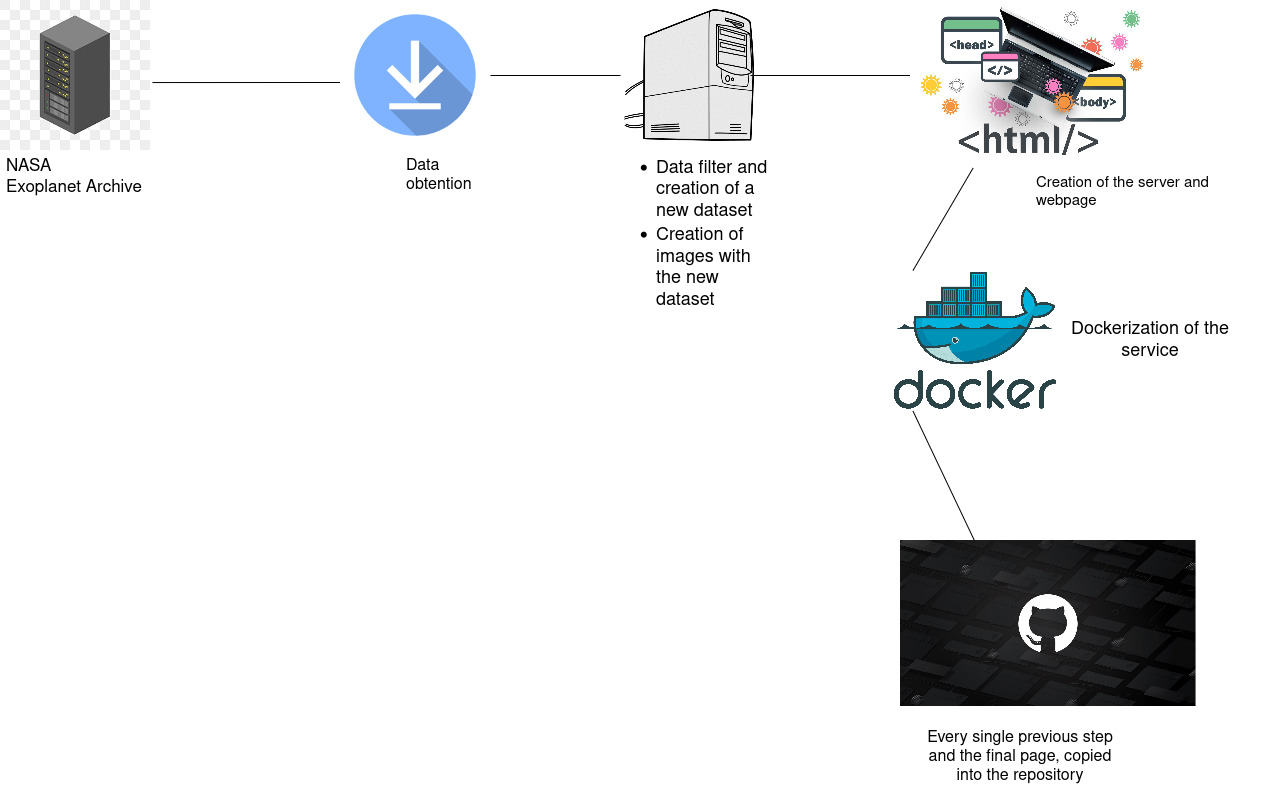 <head>
</>
<body>
<html/>
NASA
Exoplanet Archive
Data
obtention
• Data filter and
creation of a
new dataset
• Creation of
images with
the new
dataset
Creation of the server and
webpage
docker
Dockerization of the
service
Every single previous step
and the final page, copied
into the repository